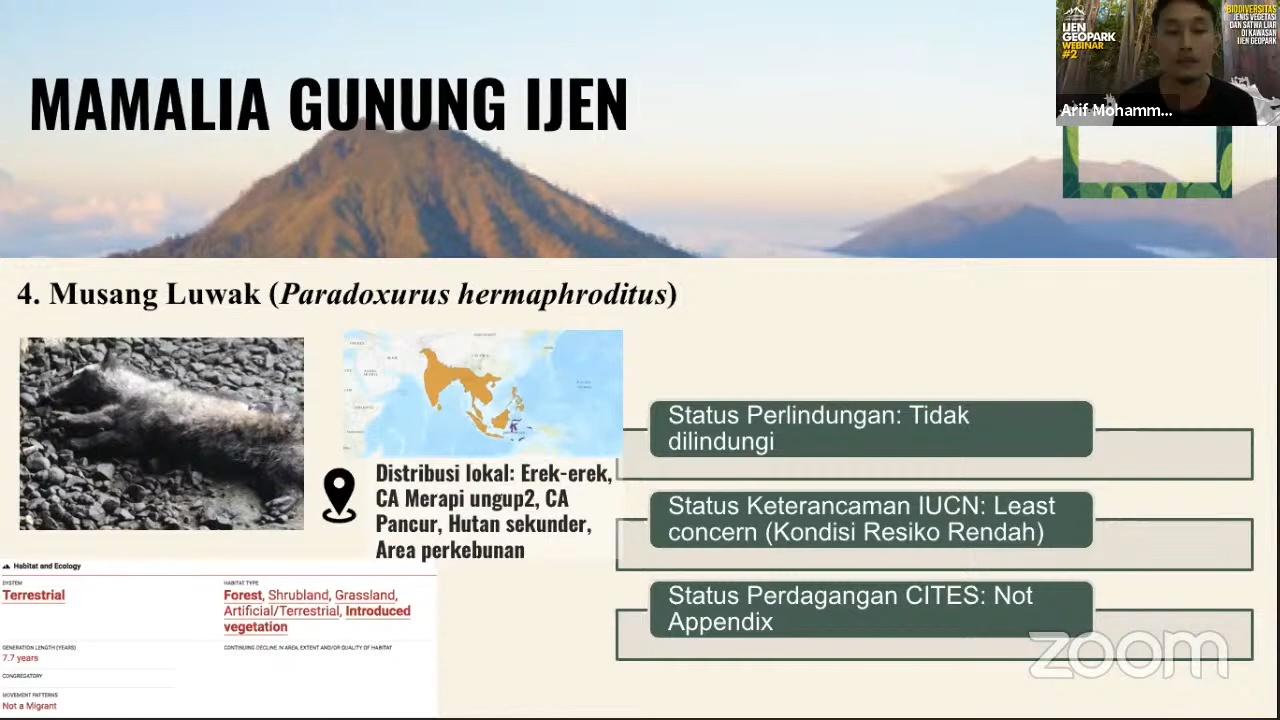 MAMALIA GUNUNG IJEN
IJEN
GEOPARK
WEBINAR
#2
BIODIVERSITAS
JENIS VEGETASI
DAN SATWA LIAR
DI KAWASAN
IJEN GEOPARK
Arif Mohamm...
4. Musang Luwak (Paradoxurus hermaphroditus)
Distribusi lokal: Erek-erek,
CA Merapi ungup2, CA
Pancur, Hutan sekunder,
Area perkebunan
Status Perlindungan: Tidak
dilindungi
Status Keterancaman IUCN: Least
concern (Kondisi Resiko Rendah)
Status Perdagangan CITES: Not
Appendix
Habitat and Ecology
SYSTEM
Terrestrial
HABITAT TYPE
Forest, Shrubland, Grassland,
Artificial/Terrestrial, Introduced
vegetation
GENERATION LENGTH (YEARS)
7.7 years
CONTINUING DECLINE IN AREA, EXTENT AND/OR QUALITY OF HABITAT
CONGREGATORY
MOVEMENT PATTERNS
Not a Migrant
zoom